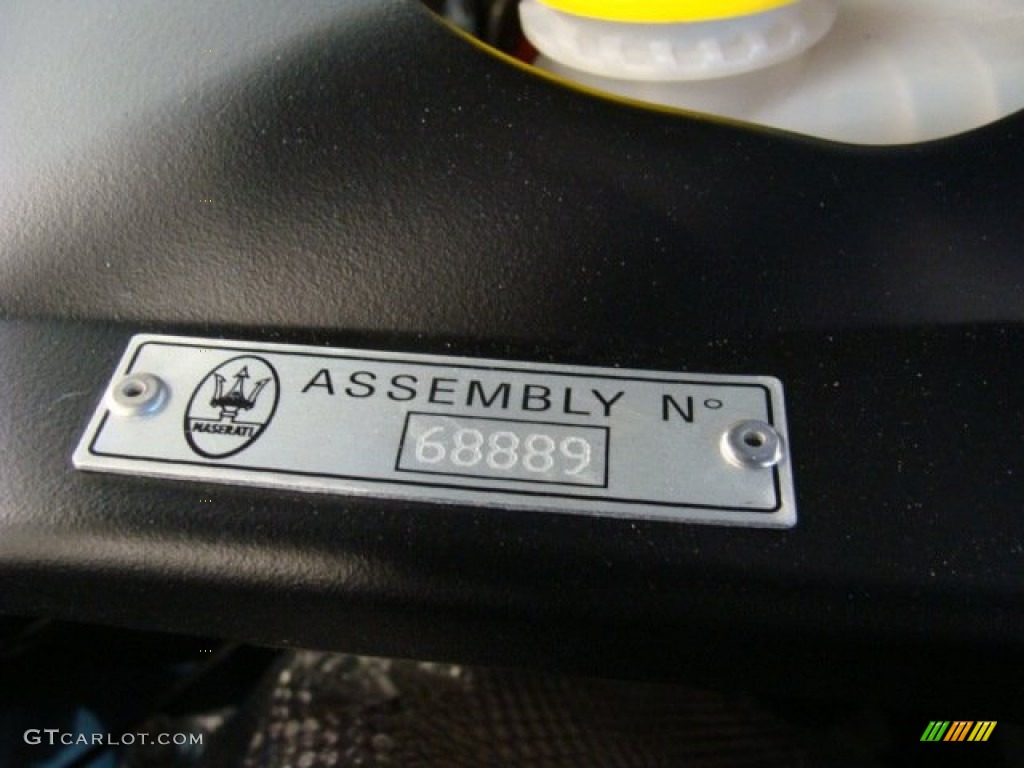 ASSEMBLY N°
MASERATI
68889
GTCARLOT.COM